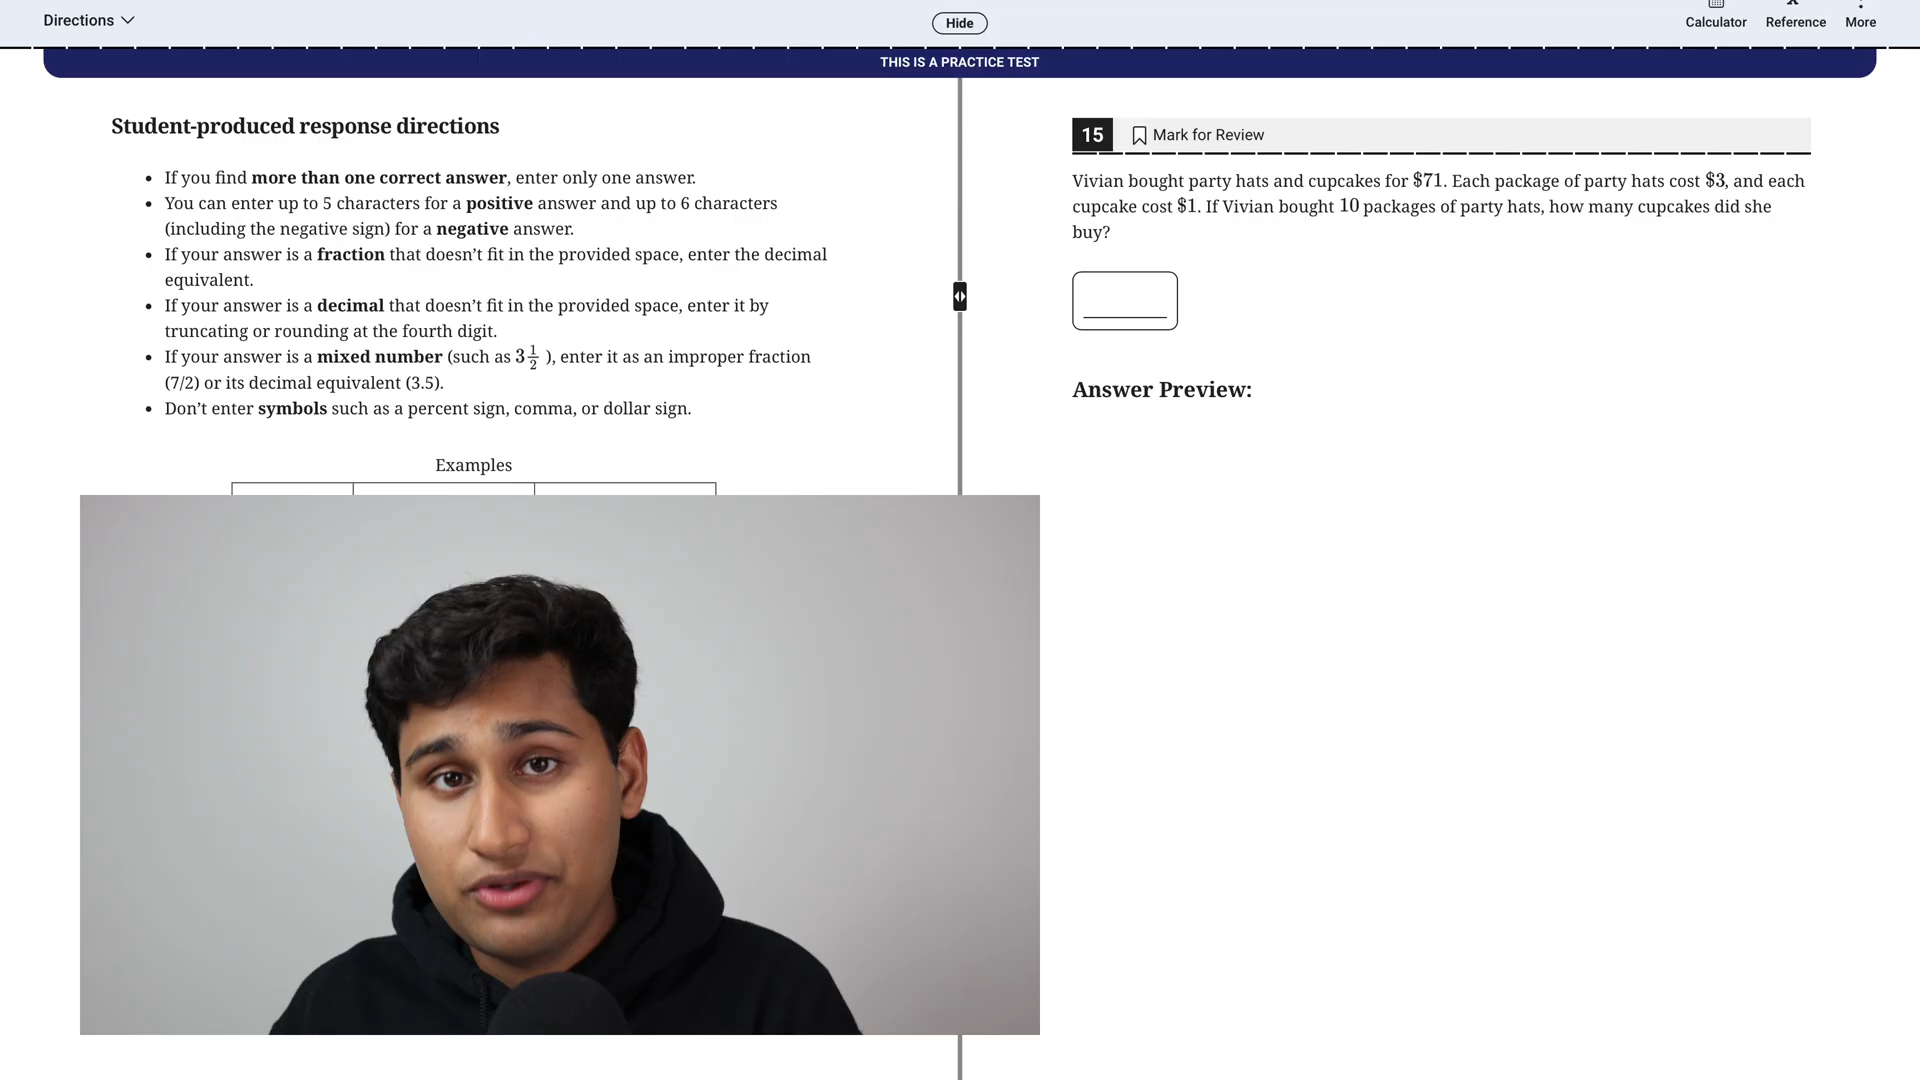 Directions
Hide
Calculator Reference More
THIS IS A PRACTICE TEST
Student-produced response directions
• If you find more than one correct answer, enter only one answer.
• You can enter up to 5 characters for a positive answer and up to 6 characters
(including the negative sign) for a negative answer.
• If your answer is a fraction that doesn’t fit in the provided space, enter the decimal
equivalent.
• If your answer is a decimal that doesn’t fit in the provided space, enter it by
truncating or rounding at the fourth digit.
• If your answer is a mixed number (such as 3 1/2 ), enter it as an improper fraction
(7/2) or its decimal equivalent (3.5).
• Don’t enter symbols such as a percent sign, comma, or dollar sign.
Examples
15 Mark for Review
Vivian bought party hats and cupcakes for $71. Each package of party hats cost $3, and each
cupcake cost $1. If Vivian bought 10 packages of party hats, how many cupcakes did she
buy?
Answer Preview: